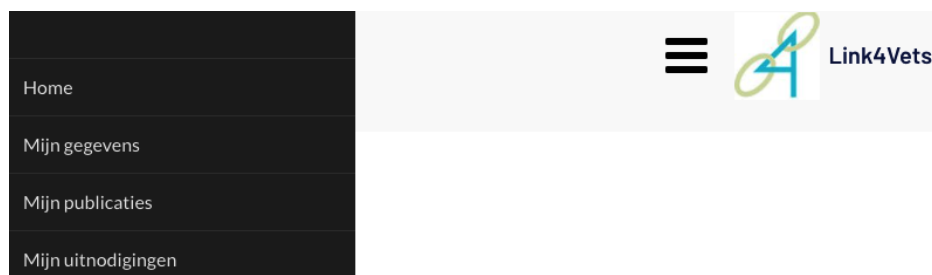 Link4Vets
Home
Mijn gegevens
Mijn publicaties
Mijn uitnodigingen